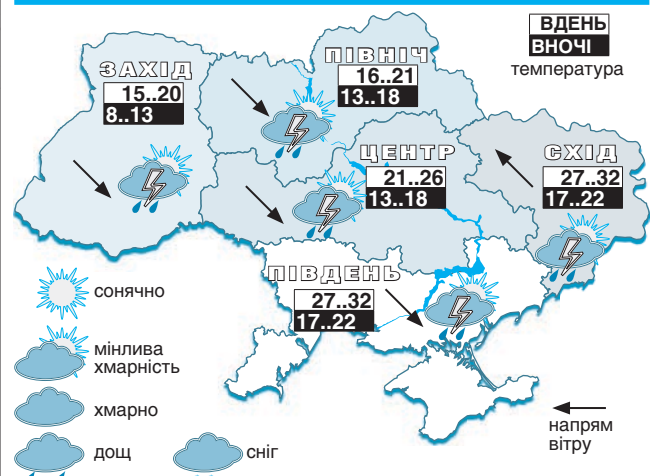 ВДЕНЬ
ВНОЧІ
температура
ЗАХІД
15..20
8..13
ПІВНІЧ
16..21
13..18
ЦЕНТР
21..26
13..18
СХІД
27..32
17..22
ПІВДЕНЬ
27..32
17..22
сонячно
мінлива
хмарність
хмарно
дощ
сніг
напрям
вітру